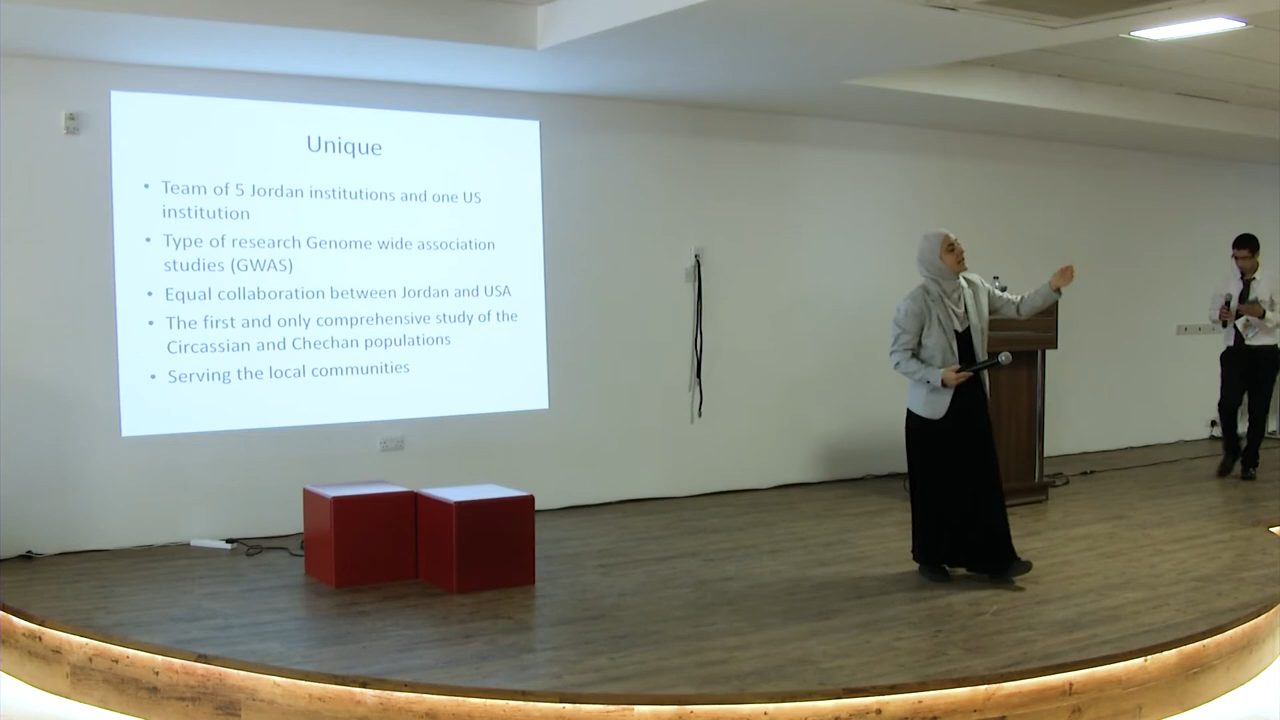 Unique
• Team of 5 Jordan institutions and one US
institution
• Type of research Genome wide association
studies (GWAS)
• Equal collaboration between Jordan and USA
• The first and only comprehensive study of the
Circassian and Chechan populations
• Serving the local communities